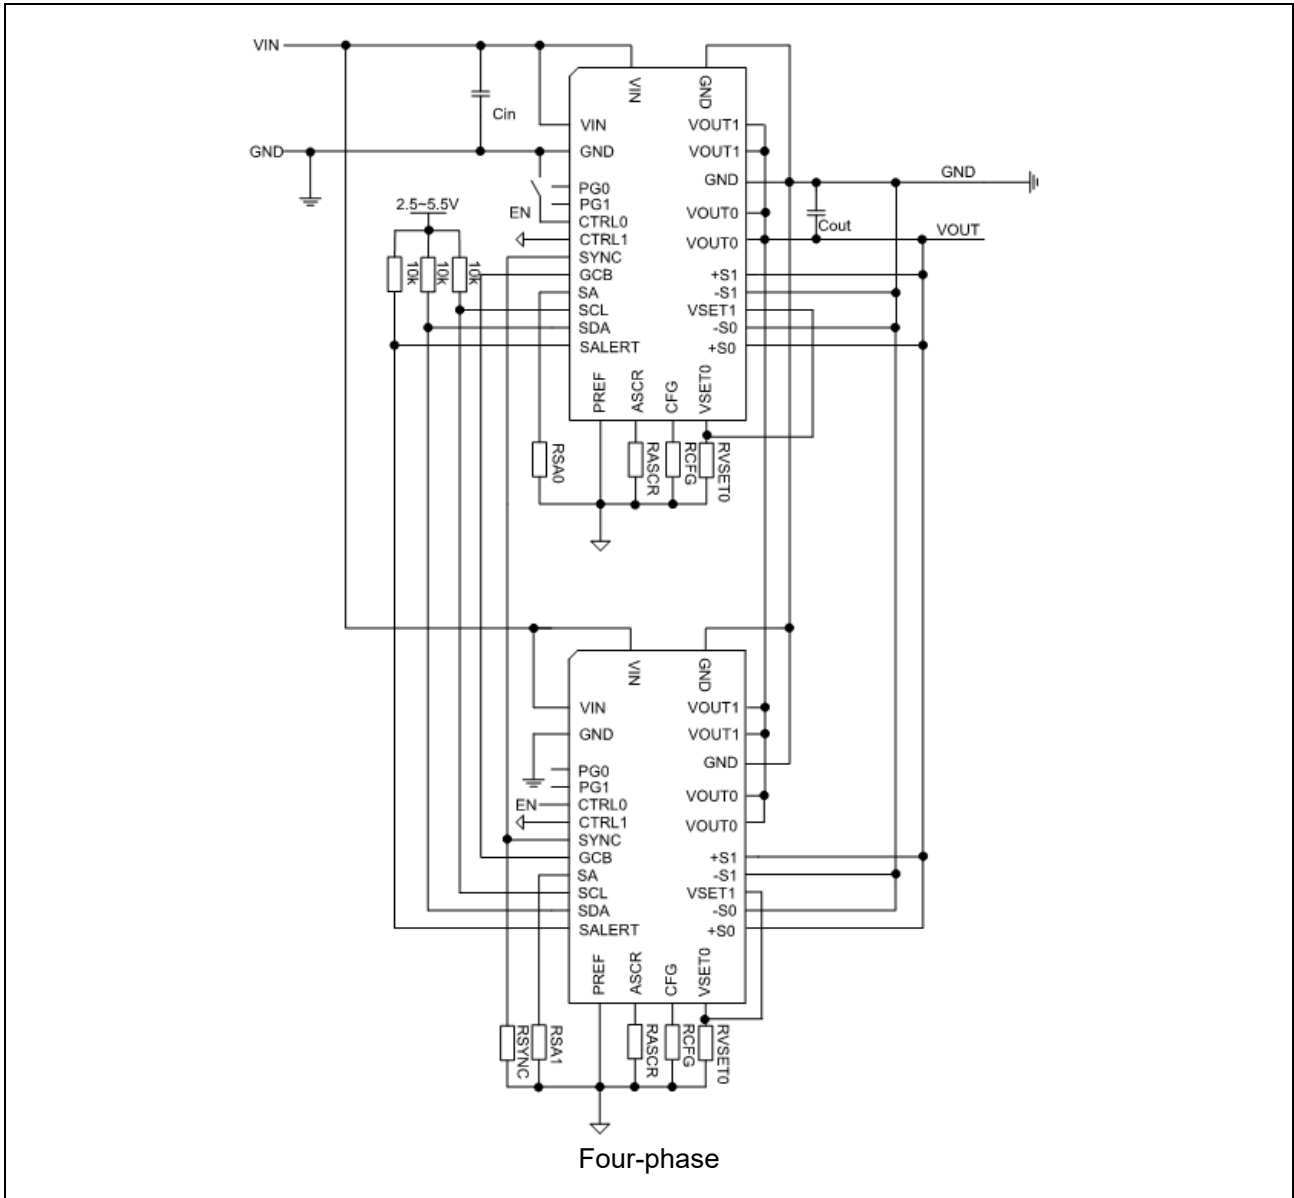 VIN
Cin
GND
2.5~5.5V
10k
10k
10k
EN
VIN
GND
VIN
GND
PG0
PG1
CTRL0
CTRL1
SYNC
GCB
SA
SCL
SDA
SALERT
VOUT1
VOUT1
GND
VOUT0
VOUT0
+S1
-S1
VSET1
-S0
+S0
PREF
ASCR
CFG
VSET0
GND
Cout
VOUT
RSA0
RASCR
RCFG
RVSET0
VIN
GND
VIN
GND
PG0
PG1
EN
CTRL0
CTRL1
SYNC
GCB
SA
SCL
SDA
SALERT
VOUT1
VOUT1
GND
VOUT0
VOUT0
+S1
-S1
VSET1
-S0
+S0
PREF
ASCR
CFG
VSET0
RSYNC
RSA1
RASCR
RCFG
RVSET0
Four-phase